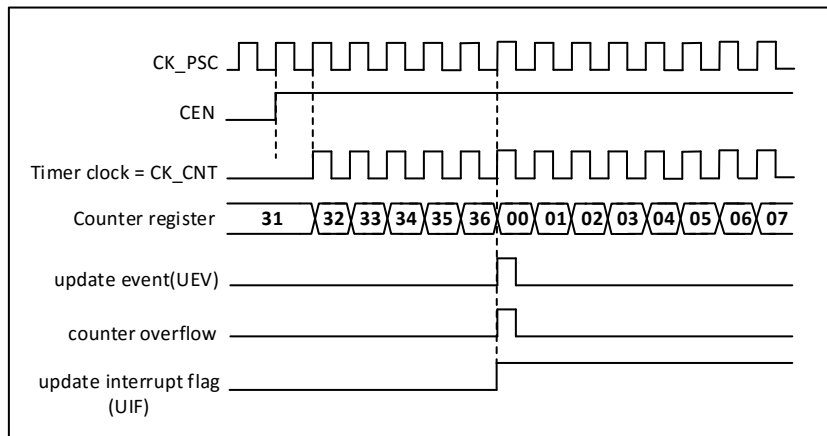 CK_PSC
CEN
Timer clock = CK_CNT
Counter register 31 32 33 34 35 36 00 01 02 03 04 05 06 07
update event(UEV)
counter overflow
update interrupt flag
(UIF)